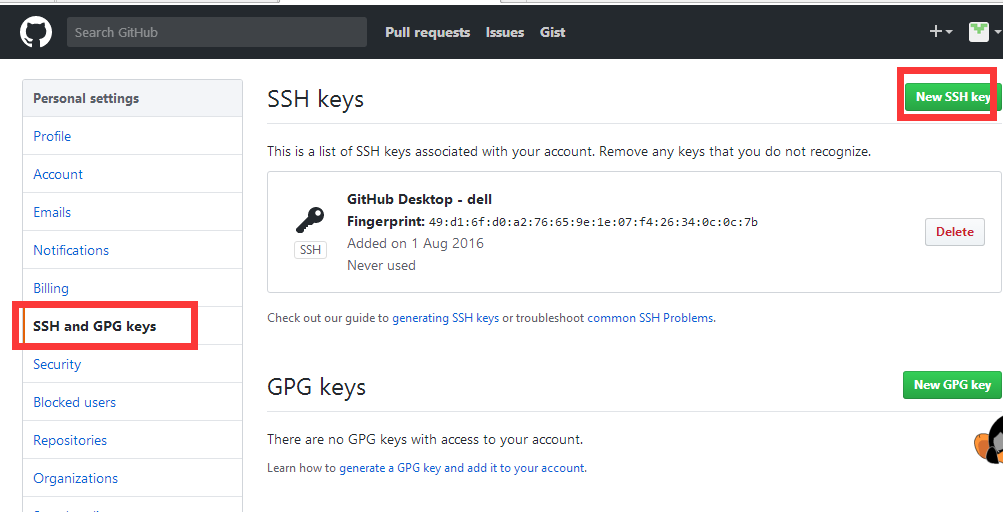 Search GitHub
Pull requests Issues Gist
Personal settings
Profile
Account
Emails
Notifications
Billing
SSH and GPG keys
Security
Blocked users
Repositories
Organizations
SSH keys
New SSH key
This is a list of SSH keys associated with your account. Remove any keys that you do not recognize.
GitHub Desktop - dell
Fingerprint: 49:d1:6f:d0:a2:76:65:9e:1e:07:f4:26:34:0c:0c:7b
SSH
Added on 1 Aug 2016
Never used
Delete
Check out our guide to generating SSH keys or troubleshoot common SSH Problems.
GPG keys
New GPG key
There are no GPG keys with access to your account.
Learn how to generate a GPG key and add it to your account.